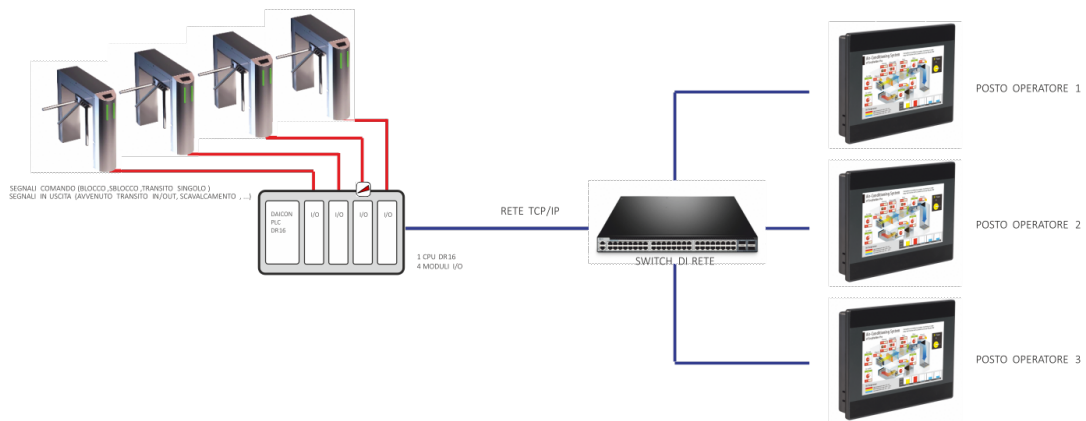 SEGNALI COMANDO (BLOCCO ,SBLOCCO ,TRANSITO SINGOLO )
SEGNALI IN USCITA (AVVENUTO TRANSITO IN/OUT, SCAVALCAMENTO , ...)
DAICON
PLC
DR16
I/O
I/O
I/O
I/O
1 CPU DR16
4 MODULI I/O
RETE TCP/IP
SWITCH DI RETE
POSTO OPERATORE 1
POSTO OPERATORE 2
POSTO OPERATORE 3